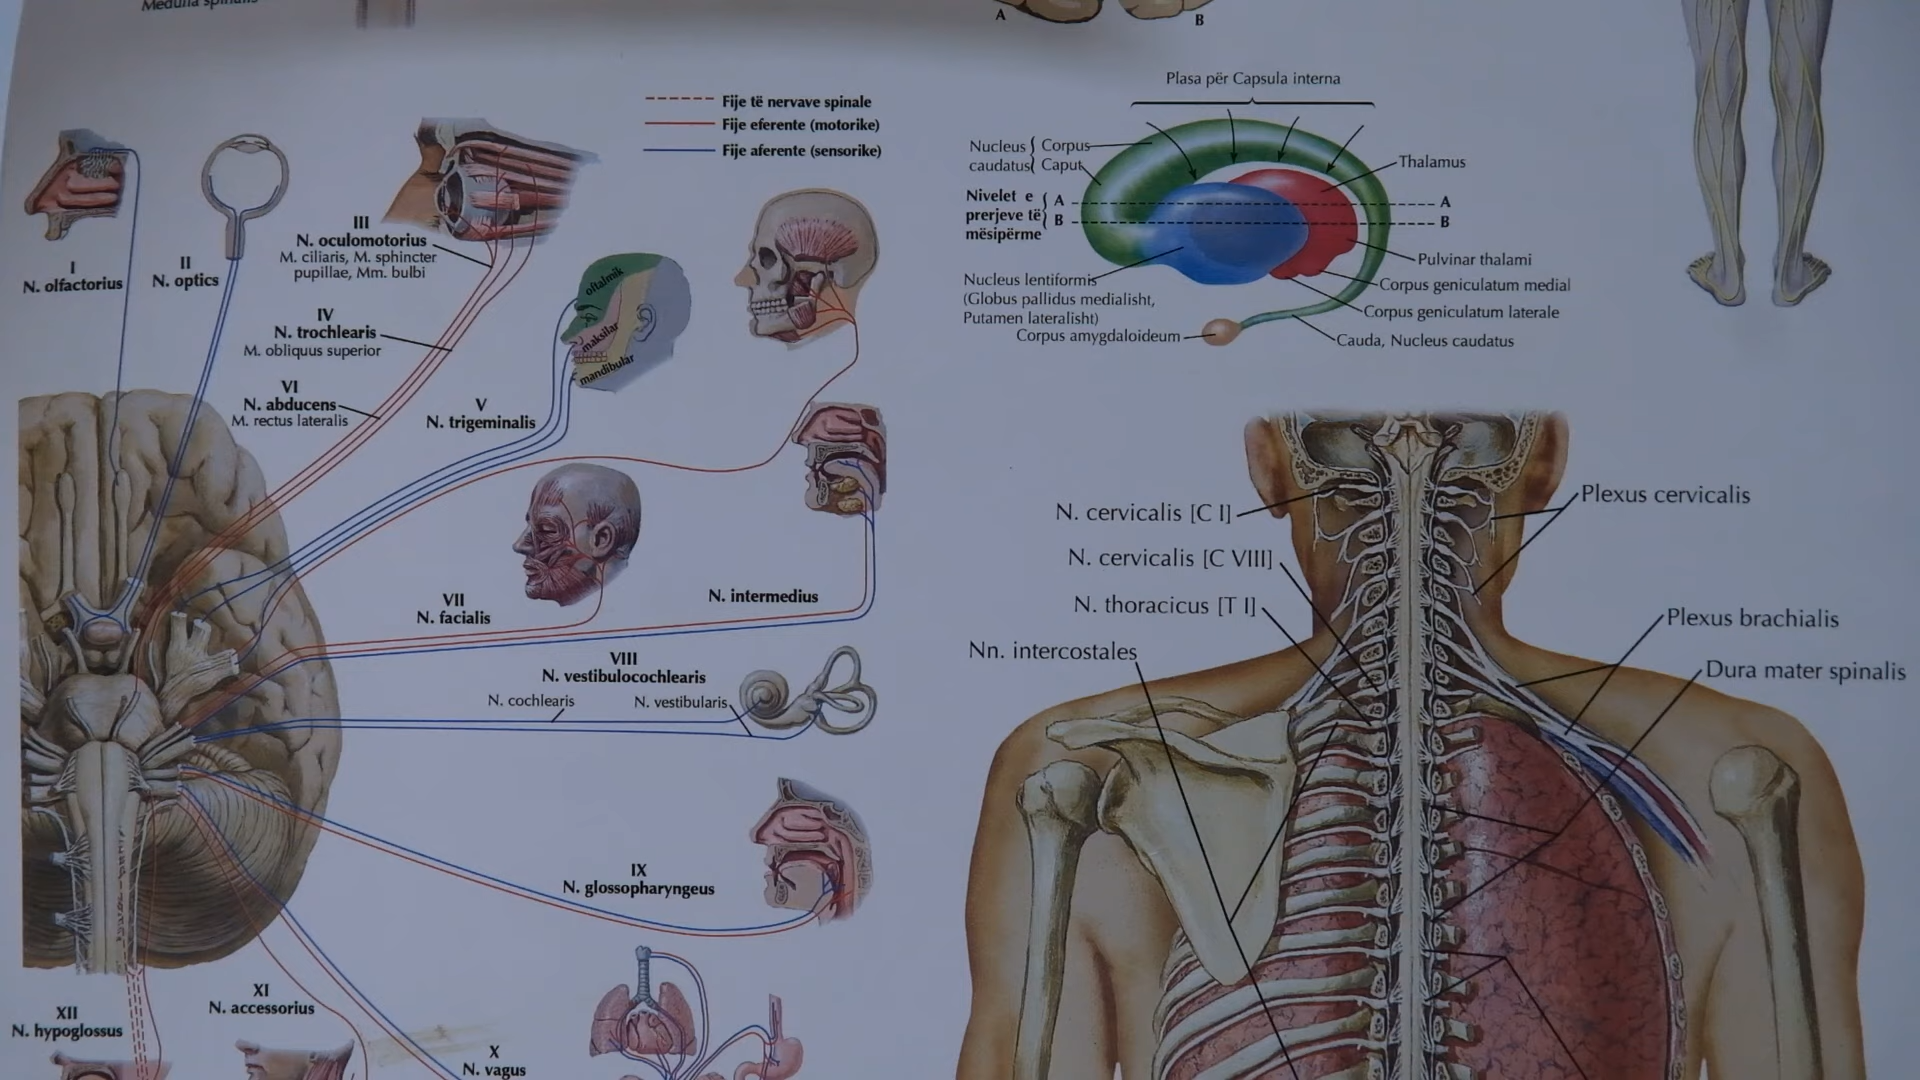 Medulla spinalis
A
B
Fije të nervave spinale
Fije eferente (motorike)
Fije aferente (sensorike)
I
N. olfactorius
II
N. optics
III
N. oculomotorius
M. ciliaris, M. sphincter
pupillae, Mm. bulbi
IV
N. trochlearis
M. obliquus superior
VI
N. abducens
M. rectus lateralis
V
N. trigeminalis
oftalmik
maksilar
mandibular
VII
N. facialis
N. intermedius
VIII
N. vestibulocochlearis
N. cochlearis
N. vestibularis
IX
N. glossopharyngeus
XII
N. hypoglossus
XI
N. accessorius
X
N. vagus
Plasa për Capsula interna
Nucleus
caudatus
Corpus
Caput
Thalamus
Nivelet e
prerjeve të
mësipërme
A
B
A
B
Pulvinar thalami
Corpus geniculatum medial
Corpus geniculatum laterale
Cauda, Nucleus caudatus
Nucleus lentiformis
(Globus pallidus medialisht,
Putamen lateralisht)
Corpus amygdaloideum
N. cervicalis [C I]
N. cervicalis [C VIII]
N. thoracicus [T I]
Nn. intercostales
Plexus cervicalis
Plexus brachialis
Dura mater spinalis